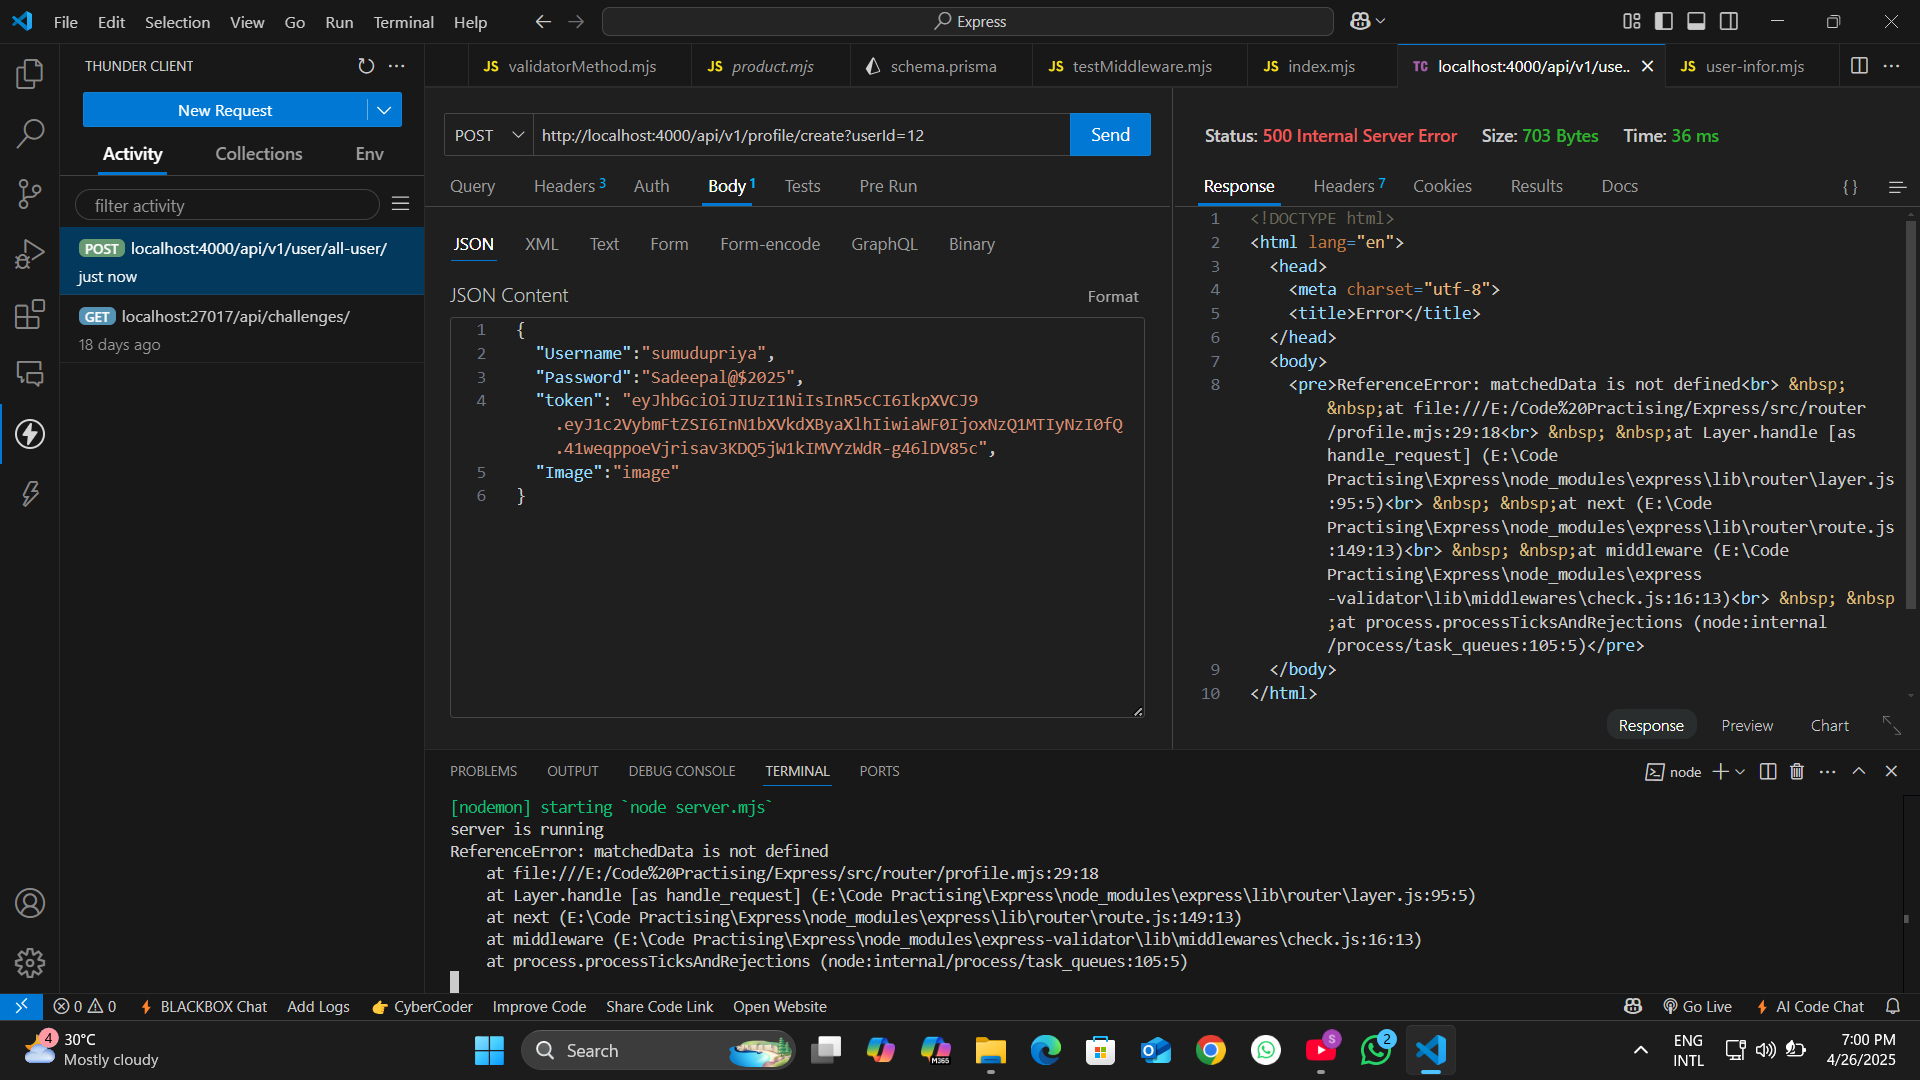 File Edit Selection View Go Run Terminal Help
Express
THUNDER CLIENT
New Request
Activity Collections Env
filter activity
POST localhost:4000/api/v1/user/all-user/
just now
GET localhost:27017/api/challenges/
18 days ago
JS validatorMethod.mjs JS product.mjs schema.prisma JS testMiddleware.mjs JS index.mjs TC localhost:4000/api/v1/use.. JS user-infor.mjs
POST http://localhost:4000/api/v1/profile/create?userId=12 Send
Query Headers 3 Auth Body 1 Tests Pre Run
JSON XML Text Form Form-encode GraphQL Binary
JSON Content Format
1 {
2 "Username":"sumudupriya",
3 "Password":"Sadeepal@$2025",
4 "token": "eyJhbGciOiJIUzI1NiIsInR5cCI6IkpXVCJ9
.eyJ1c2VybmFtZSI6InN1bXVkdXByaXlhIiwiaWF0IjoxNzQ1MTIyNzI0fQ
.41weqppoeVjrisav3KDQ5jW1kIMVYzWdR-g46lDV85c",
5 "Image":"image"
6 }
Status: 500 Internal Server Error Size: 703 Bytes Time: 36 ms
Response Headers 7 Cookies Results Docs {}
1 <!DOCTYPE html>
2 <html lang="en">
3 <head>
4 <meta charset="utf-8">
5 <title>Error</title>
6 </head>
7 <body>
8 <pre>ReferenceError: matchedData is not defined<br> &nbsp;
&nbsp;at file:///E:/Code%20Practising/Express/src/router
/profile.mjs:29:18<br> &nbsp; &nbsp;at Layer.handle [as
handle_request] (E:\Code
Practising\Express\node_modules\express\lib\router\layer.js
:95:5)<br> &nbsp; &nbsp;at next (E:\Code
Practising\Express\node_modules\express\lib\router\route.js
:149:13)<br> &nbsp; &nbsp;at middleware (E:\Code
Practising\Express\node_modules\express
-validator\lib\middlewares\check.js:16:13)<br> &nbsp; &nbsp
;at process.processTicksAndRejections (node:internal
/process/task_queues:105:5)</pre>
9 </body>
10 </html>
Response Preview Chart
PROBLEMS OUTPUT DEBUG CONSOLE TERMINAL PORTS
node
[nodemon] starting `node server.mjs`
server is running
ReferenceError: matchedData is not defined
at file:///E:/Code%20Practising/Express/src/router/profile.mjs:29:18
at Layer.handle [as handle_request] (E:\Code Practising\Express\node_modules\express\lib\router\layer.js:95:5)
at next (E:\Code Practising\Express\node_modules\express\lib\router\route.js:149:13)
at middleware (E:\Code Practising\Express\node_modules\express-validator\lib\middlewares\check.js:16:13)
at process.processTicksAndRejections (node:internal/process/task_queues:105:5)
0 0 BLACKBOX Chat Add Logs CyberCoder Improve Code Share Code Link Open Website Go Live AI Code Chat
4 30°C
Mostly cloudy
Search
M365
S
2
ENG
INTL
7:00 PM
4/26/2025